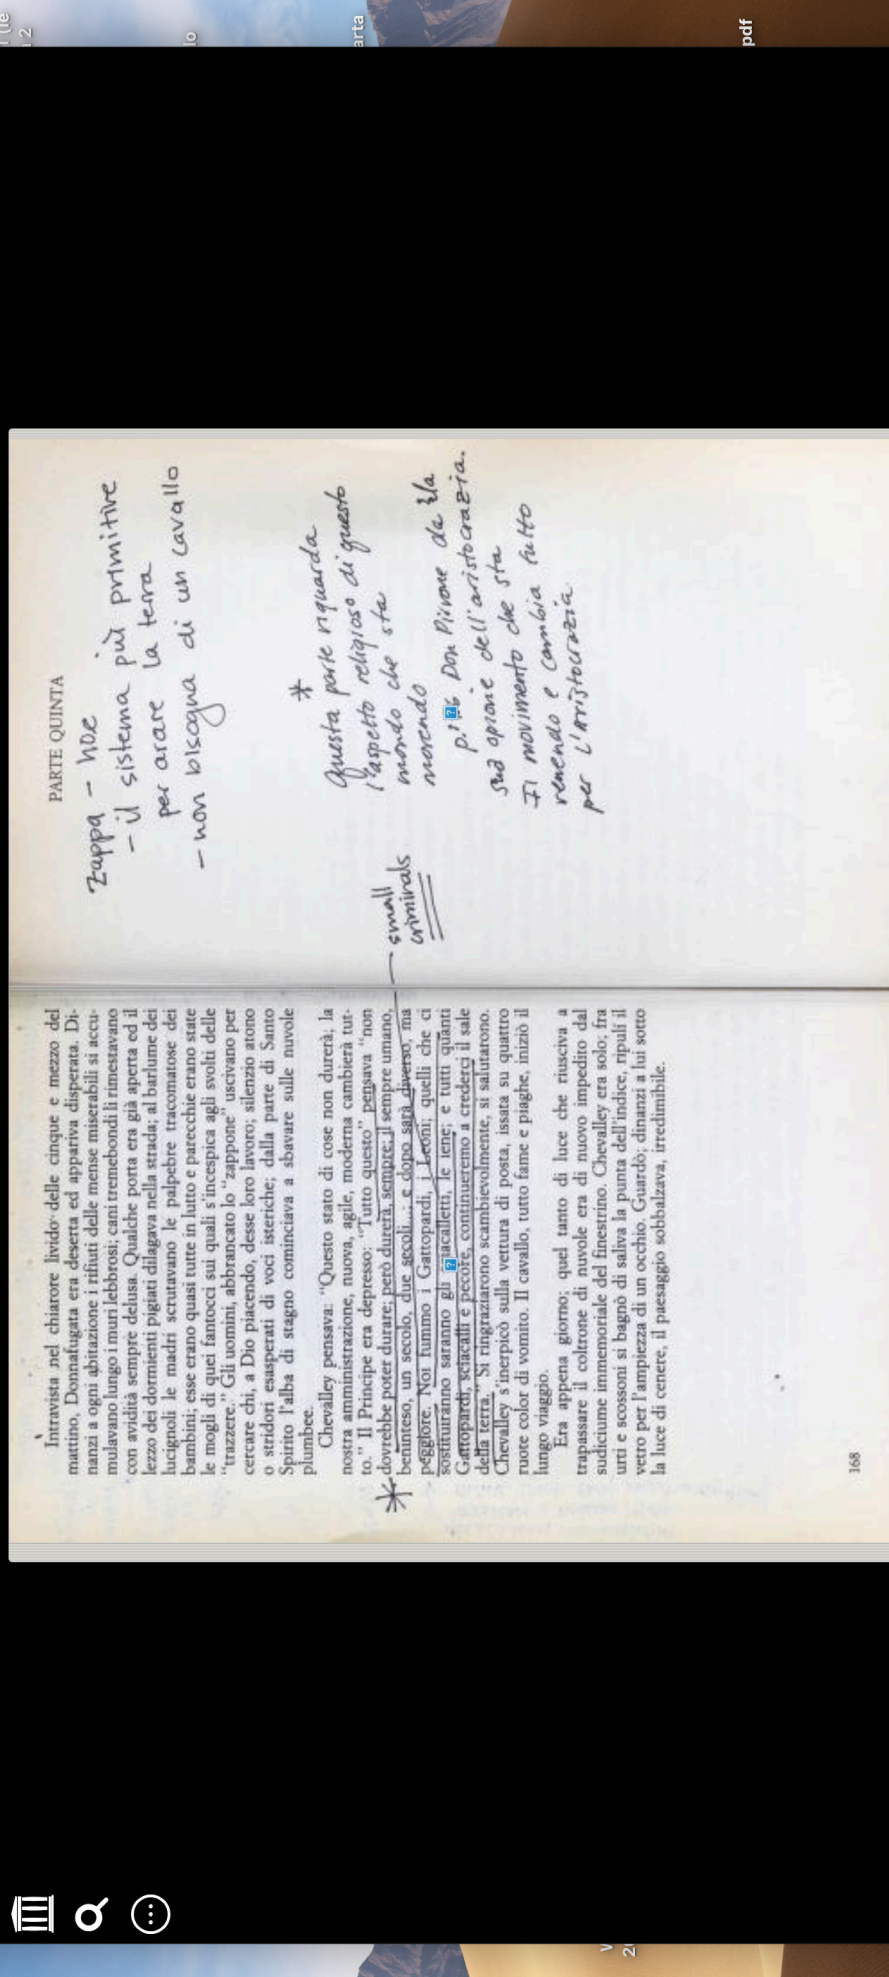 Intravista nel chiarore livido delle cinque e mezzo del
mattino, Donnafugata era deserta ed appariva disperata. Di-
nanzi a ogni abitazione i rifiuti delle mense miserabili si accu-
mulavano lungo i muri lebbrosi; cani tremebondi li rimestavano
con avidità sempre delusa. Qualche porta era già aperta ed il
lezzo dei dormienti pigiati dilagava nella strada; al barlume dei
lucignoli le madri scrutavano le palpebre tracomatose dei
bambini; esse erano quasi tutte in lutto e parecchie erano state
le mogli di quei fantocci sui quali s'incespica agli svolti delle
“trazzere.” Gli uomini, abbrancato lo “zappone” uscivano per
cercare chi, a Dio piacendo, desse loro lavoro; silenzio atono
o stridori esasperati di voci isteriche; dalla parte di Santo
Spirito l'alba di stagno cominciava a sbavare sulle nuvole
plumbee.
Chevalley pensava: “Questo stato di cose non durerà; la
nostra amministrazione, nuova, agile, moderna cambierà tut-
to.” Il Principe era depresso: “Tutto questo” pensava “non
dovrebbe poter durare; però durerà, sempre; il sempre umano,
beninteso, un secolo, due secoli...; e dopo sarà diverso, ma
peggiore. Noi fummo i Gattopardi, i Leoni; quelli che ci
sostituiranno saranno gli sciacalletti, le iene; e tutti quanti
Gattopardi, sciacalli e pecore, continueremo a crederci il sale
della terra.” Si ringraziarono scambievolmente, si salutarono.
Chevalley s'inerpicò sulla vettura di posta, issata su quattro
ruote color di vomito. Il cavallo, tutto fame e piaghe, iniziò il
lungo viaggio.
Era appena giorno; quel tanto di luce che riusciva a
trapassare il coltrone di nuvole era di nuovo impedito dal
sudiciume immemoriale del finestrino. Chevalley era solo; fra
urti e scossoni si bagnò di saliva la punta dell'indice, ripulì il
vetro per l'ampiezza di un occhio. Guardò; dinanzi a lui sotto
la luce di cenere, il paesaggio sobbalzava, irredimibile.
168
PARTE QUINTA
zappa – hoe
– il sistema più primitive
per arare la terra
– non bisogna di un cavallo
small
criminals
*
Questa parte riguarda
l'aspetto religioso di questo
mondo che sta
morendo
Don Pirrone da la
sua opione dell'aristocrazia.
Il movimento che sta
venendo e cambia tutto
per l'aristocrazia
arta
pdf
lo